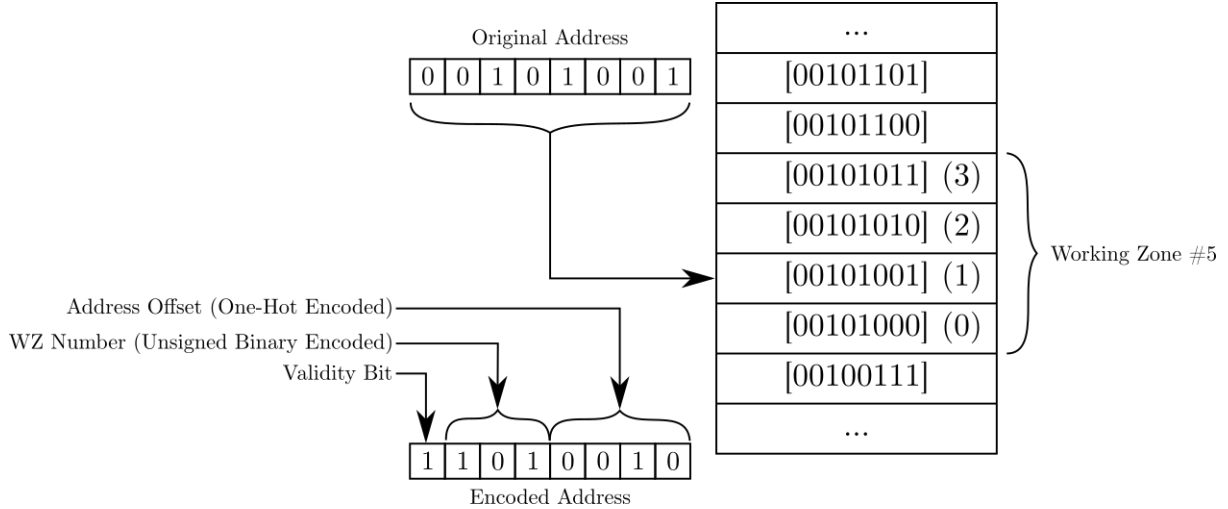 Original Address
0 0 1 0 1 0 0 1
...
[00101101]
[00101100]
[00101011] (3)
[00101010] (2)
[00101001] (1)
[00101000] (0)
[00100111]
...
Working Zone #5
Address Offset (One-Hot Encoded)
WZ Number (Unsigned Binary Encoded)
Validity Bit
1 1 0 1 0 0 1 0
Encoded Address